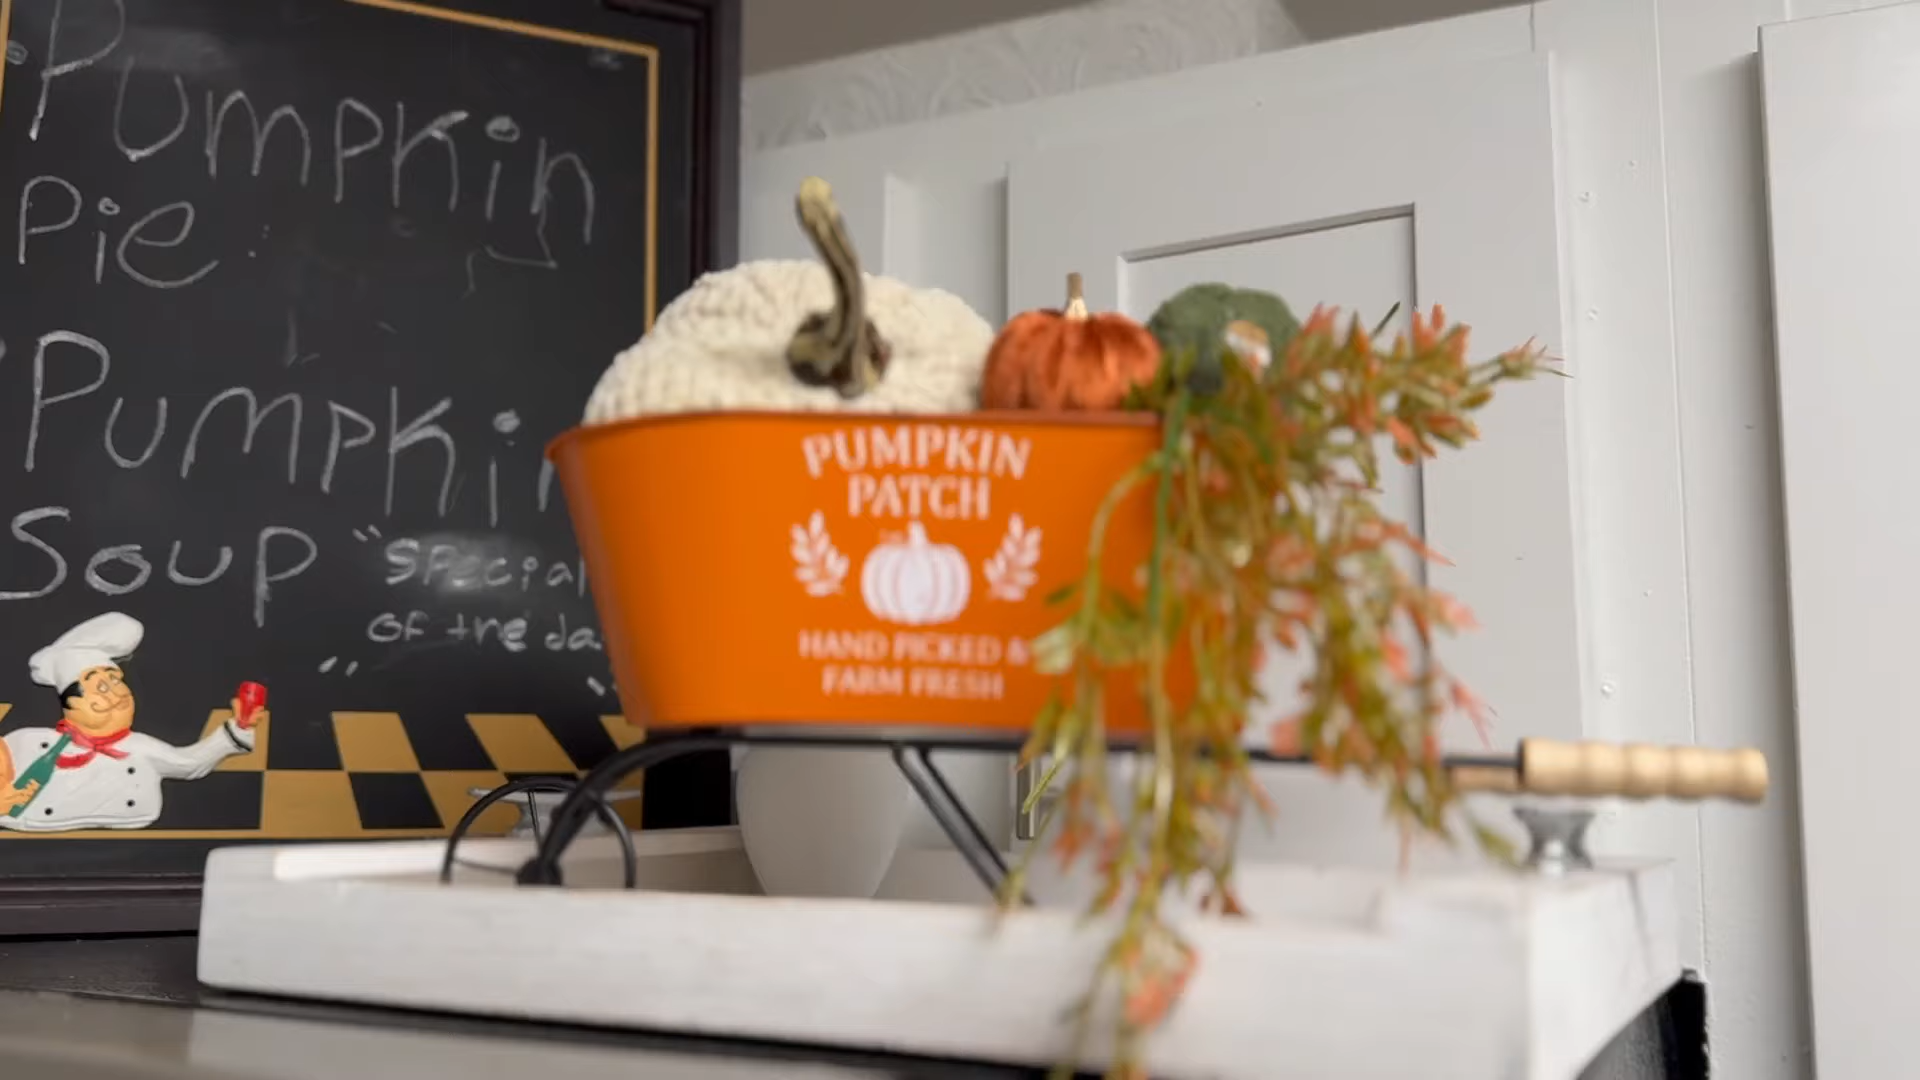 Pumpkin
Pie
Pumpkin
Soup "Special
of the da
PUMPKIN
PATCH
HAND PICKED &
FARM FRESH